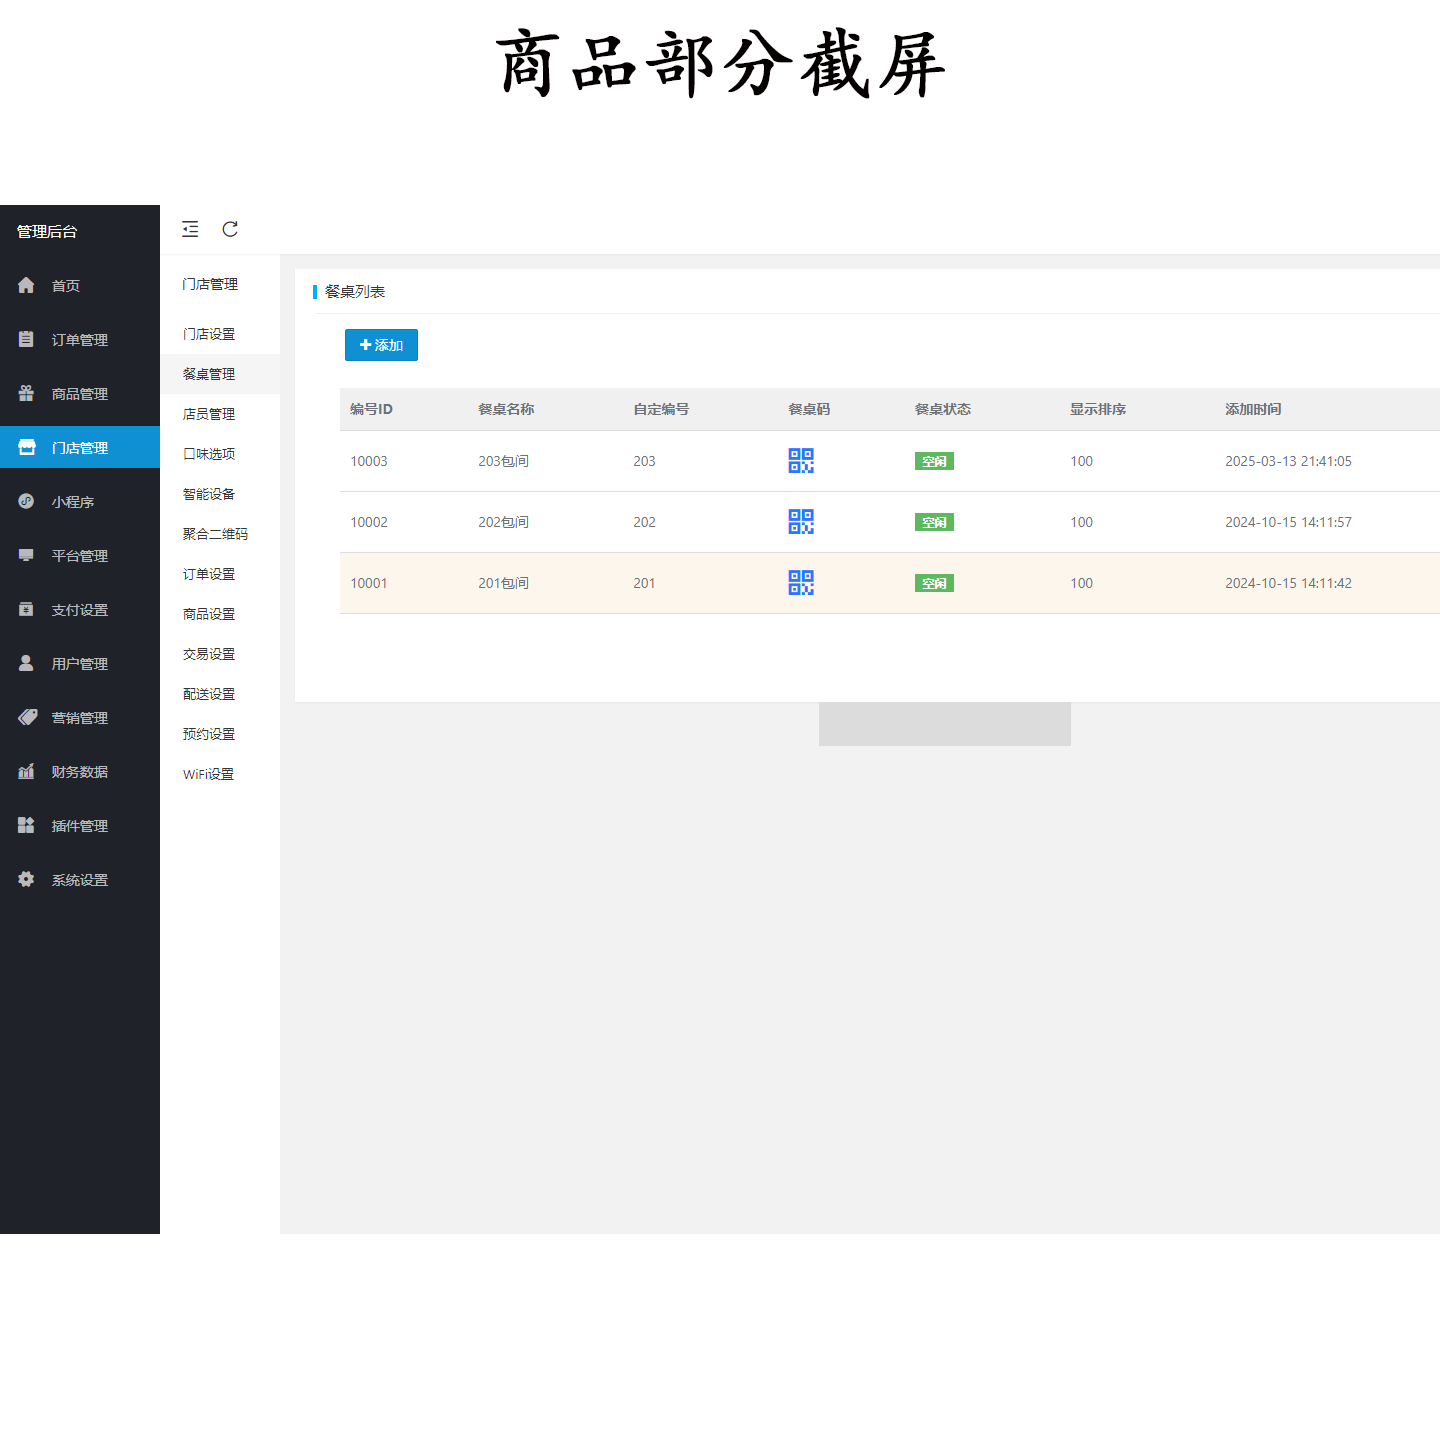 商品部分截屏
管理后台
首页
订单管理
商品管理
门店管理
小程序
平台管理
支付设置
用户管理
营销管理
财务数据
插件管理
系统设置
门店管理
门店设置
餐桌管理
店员管理
口味选项
智能设备
聚合二维码
订单设置
商品设置
交易设置
配送设置
预约设置
WiFi设置
餐桌列表
添加
编号ID 餐桌名称 自定编号 餐桌码 餐桌状态 显示排序 添加时间
10003 203包间 203 空闲 100 2025-03-13 21:41:05
10002 202包间 202 空闲 100 2024-10-15 14:11:57
10001 201包间 201 空闲 100 2024-10-15 14:11:42